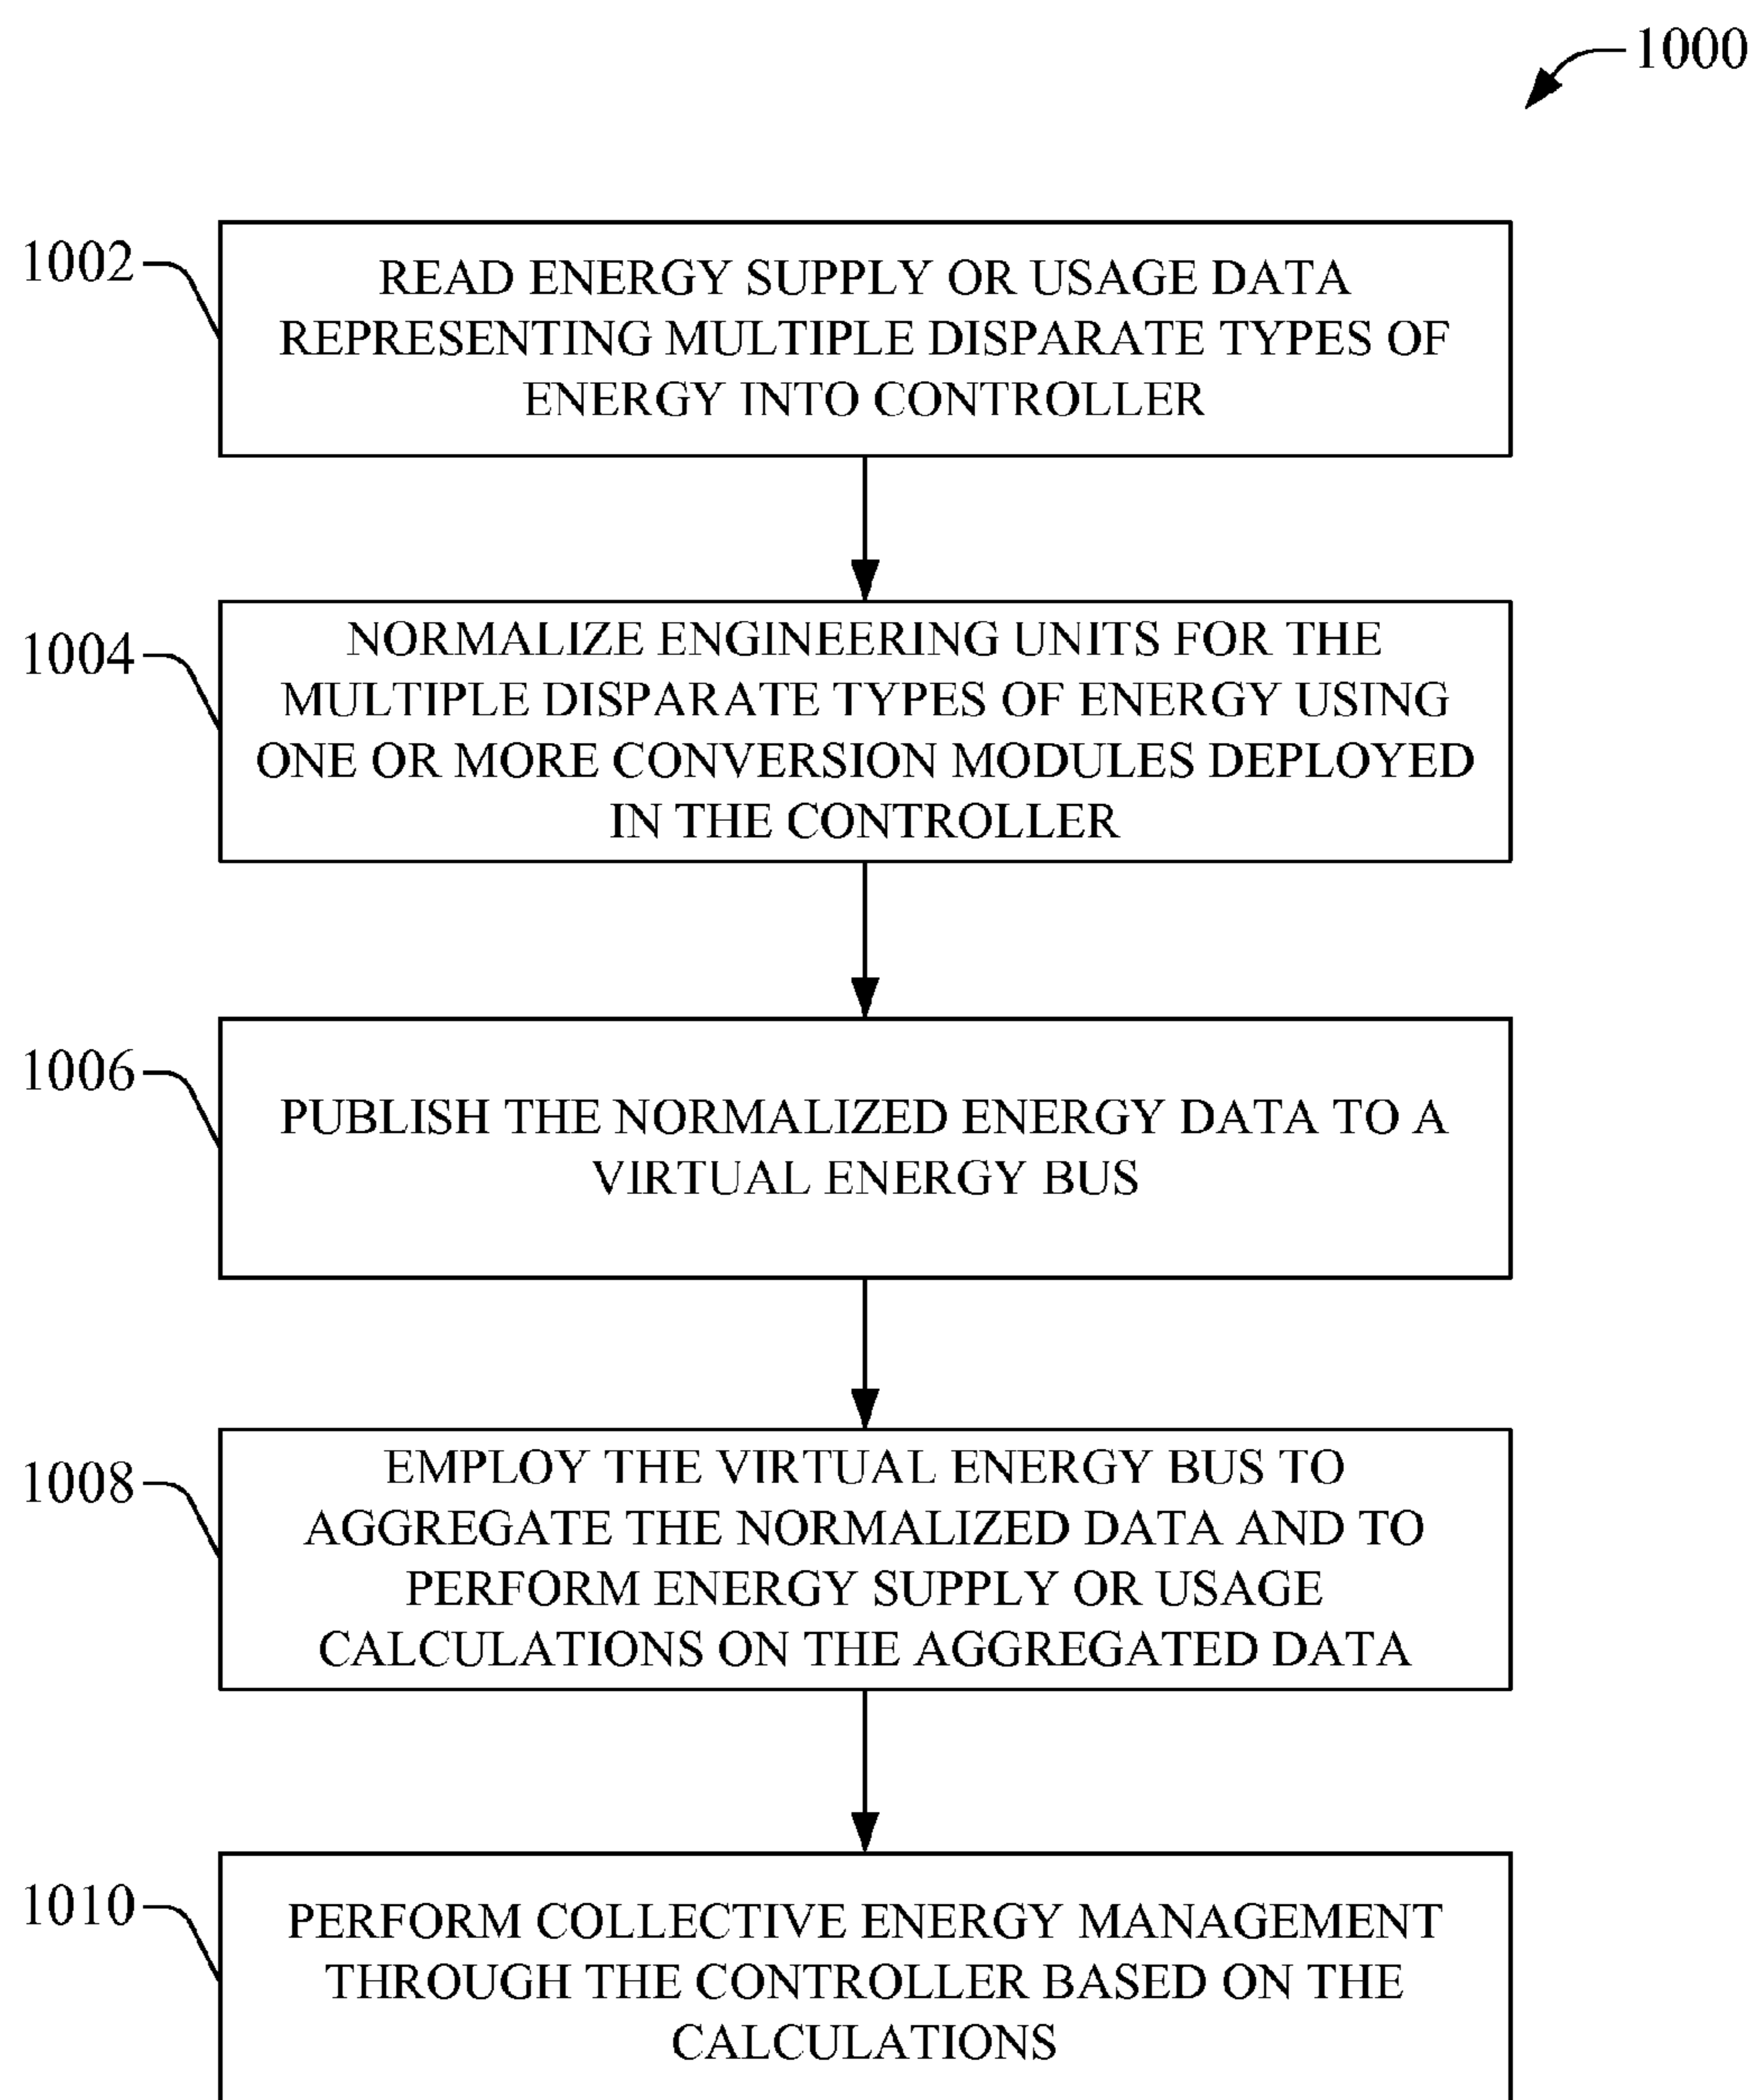 1000
1002
READ ENERGY SUPPLY OR USAGE DATA
REPRESENTING MULTIPLE DISPARATE TYPES OF
ENERGY INTO CONTROLLER
1004
NORMALIZE ENGINEERING UNITS FOR THE
MULTIPLE DISPARATE TYPES OF ENERGY USING
ONE OR MORE CONVERSION MODULES DEPLOYED
IN THE CONTROLLER
1006
PUBLISH THE NORMALIZED ENERGY DATA TO A
VIRTUAL ENERGY BUS
1008
EMPLOY THE VIRTUAL ENERGY BUS TO
AGGREGATE THE NORMALIZED DATA AND TO
PERFORM ENERGY SUPPLY OR USAGE
CALCULATIONS ON THE AGGREGATED DATA
1010
PERFORM COLLECTIVE ENERGY MANAGEMENT
THROUGH THE CONTROLLER BASED ON THE
CALCULATIONS